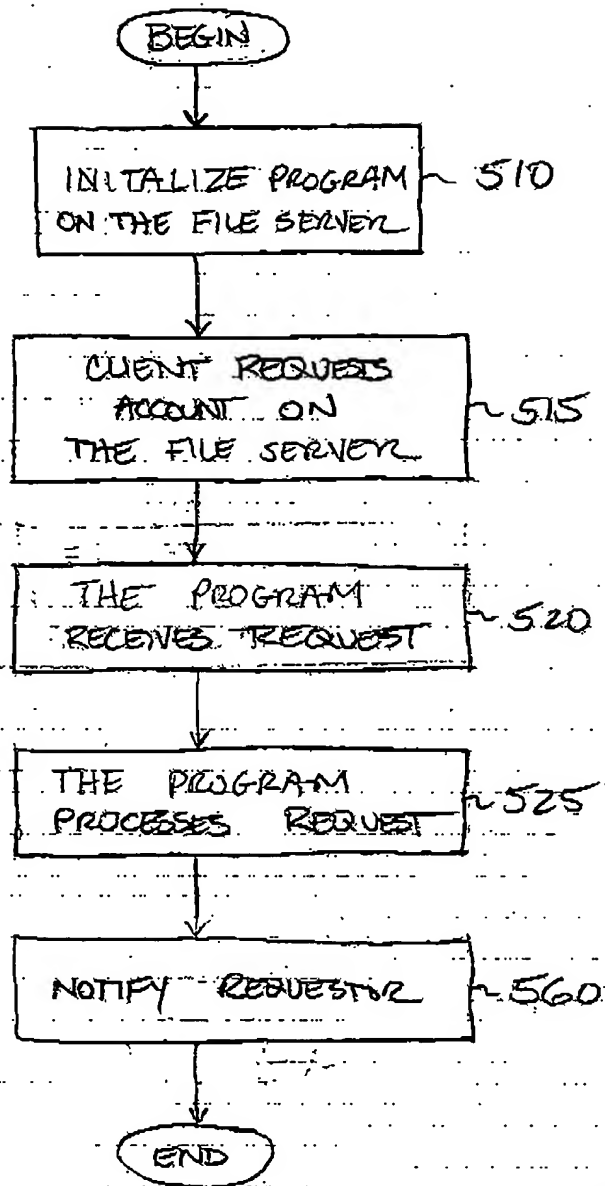 BEGIN
INITALIZE PROGRAM
ON THE FILE SERVER
510
CLIENT REQUESTS
ACCOUNT ON
THE FILE SERVER
515
THE PROGRAM
RECEIVES REQUEST
520
THE PROGRAM
PROCESSES REQUEST
525
NOTIFY REQUESTOR
560
END